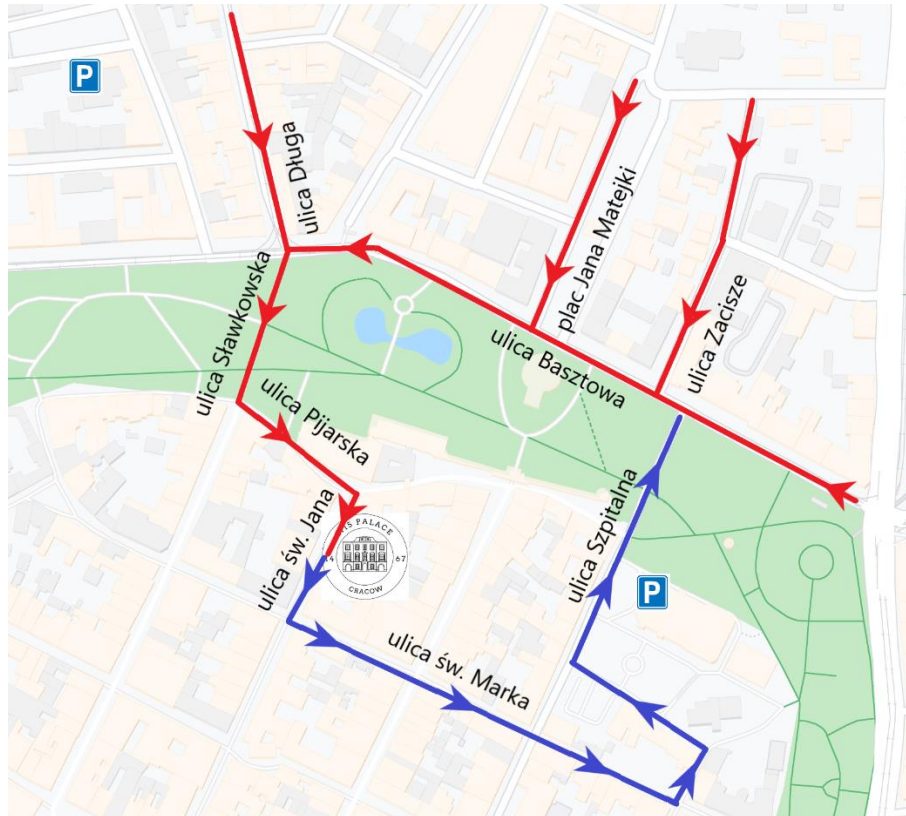 P
ulica Długa
plac Jana Matejki
ulica Zacisze
ulica Sławkowska
ulica Basztowa
ulica Pijarska
ulica Szpitalna
ulica św. Jana
PALACE
67
CRACOW
P
ulica św. Marka